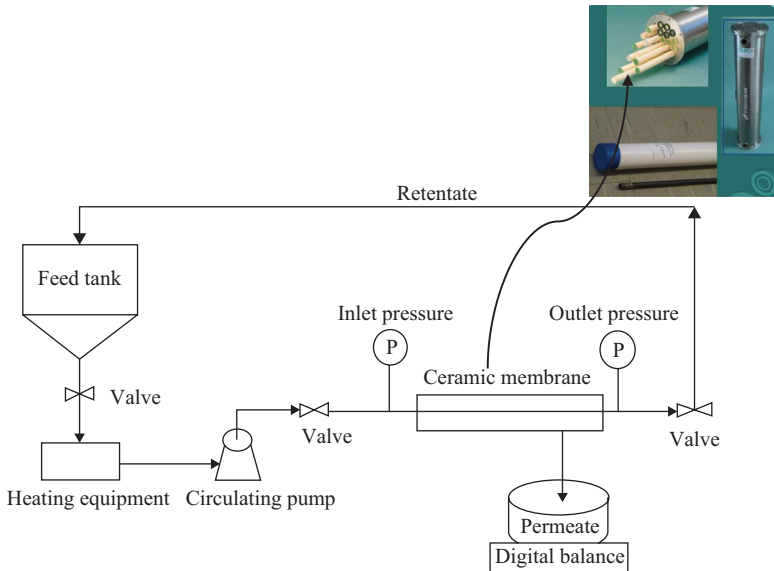 Retentate
Feed tank
Inlet pressure
Outlet pressure
P
P
Ceramic membrane
Valve
Valve
Valve
Heating equipment
Circulating pump
Permeate
Digital balance